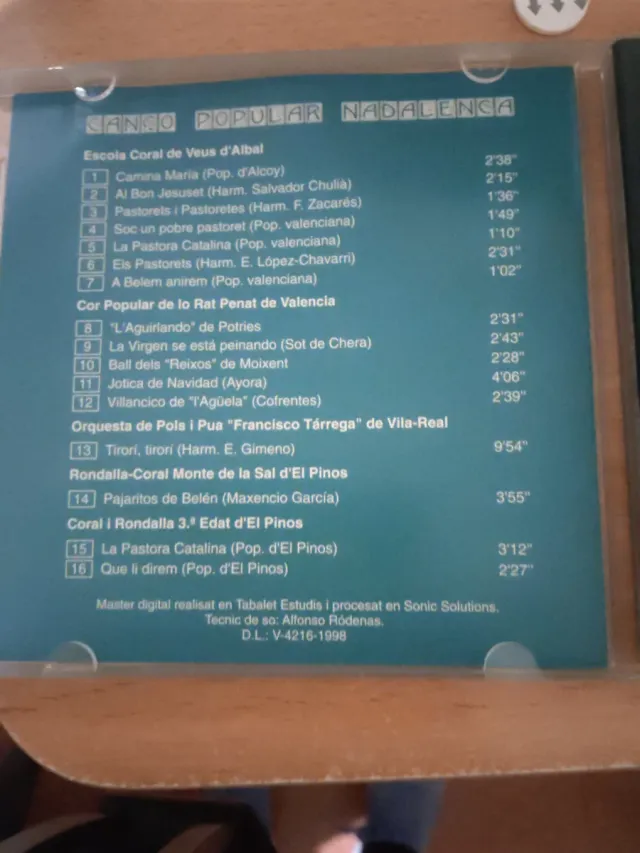 CANÇO POPULAR NADALENCA
Escola Coral de Veus d'Albal
1 Camina María (Pop. d'Alcoy) 2'38"
2 Al Bon Jesuset (Harm. Salvador Chuliá) 2'15"
3 Pastorels i Pastoretes (Harm. F. Zacarés) 1'36"
4 Soc un pobre pastoret (Pop. valenciana) 1'49"
5 La Pastora Catalina (Pop. valenciana) 1'10"
6 Els Pastorets (Harm. E. López-Chavarri) 2'31"
7 A Belem anirem (Pop. valenciana) 1'02"
Cor Popular de lo Rat Penat de Valencia
8 "L'Aguirlando" de Potries 2'31"
9 La Virgen se está peinando (Sot de Chera) 2'43"
10 Ball dels "Reixos" de Moixent 2'28"
11 Jotica de Navidad (Ayora) 4'06"
12 Villancico de "l'Agüela" (Cofrentes) 2'39"
Orquesta de Pols i Pua "Francisco Tárrega" de Vila-Real
13 Tirorí, tirorí (Harm. E. Gimeno) 9'54"
Rondalla-Coral Monte de la Sal d'El Pinos
14 Pajaritos de Belén (Maxencio García) 3'55"
Coral i Rondalla 3.ª Edat d'El Pinos
15 La Pastora Catalina (Pop. d'El Pinos) 3'12"
16 Que li direm (Pop. d'El Pinos) 2'27"
Master digital realisat en Tabalet Estudis i procesat en Sonic Solutions.
Tecnic de so: Alfonso Ródenas.
D.L.: V-4216-1998